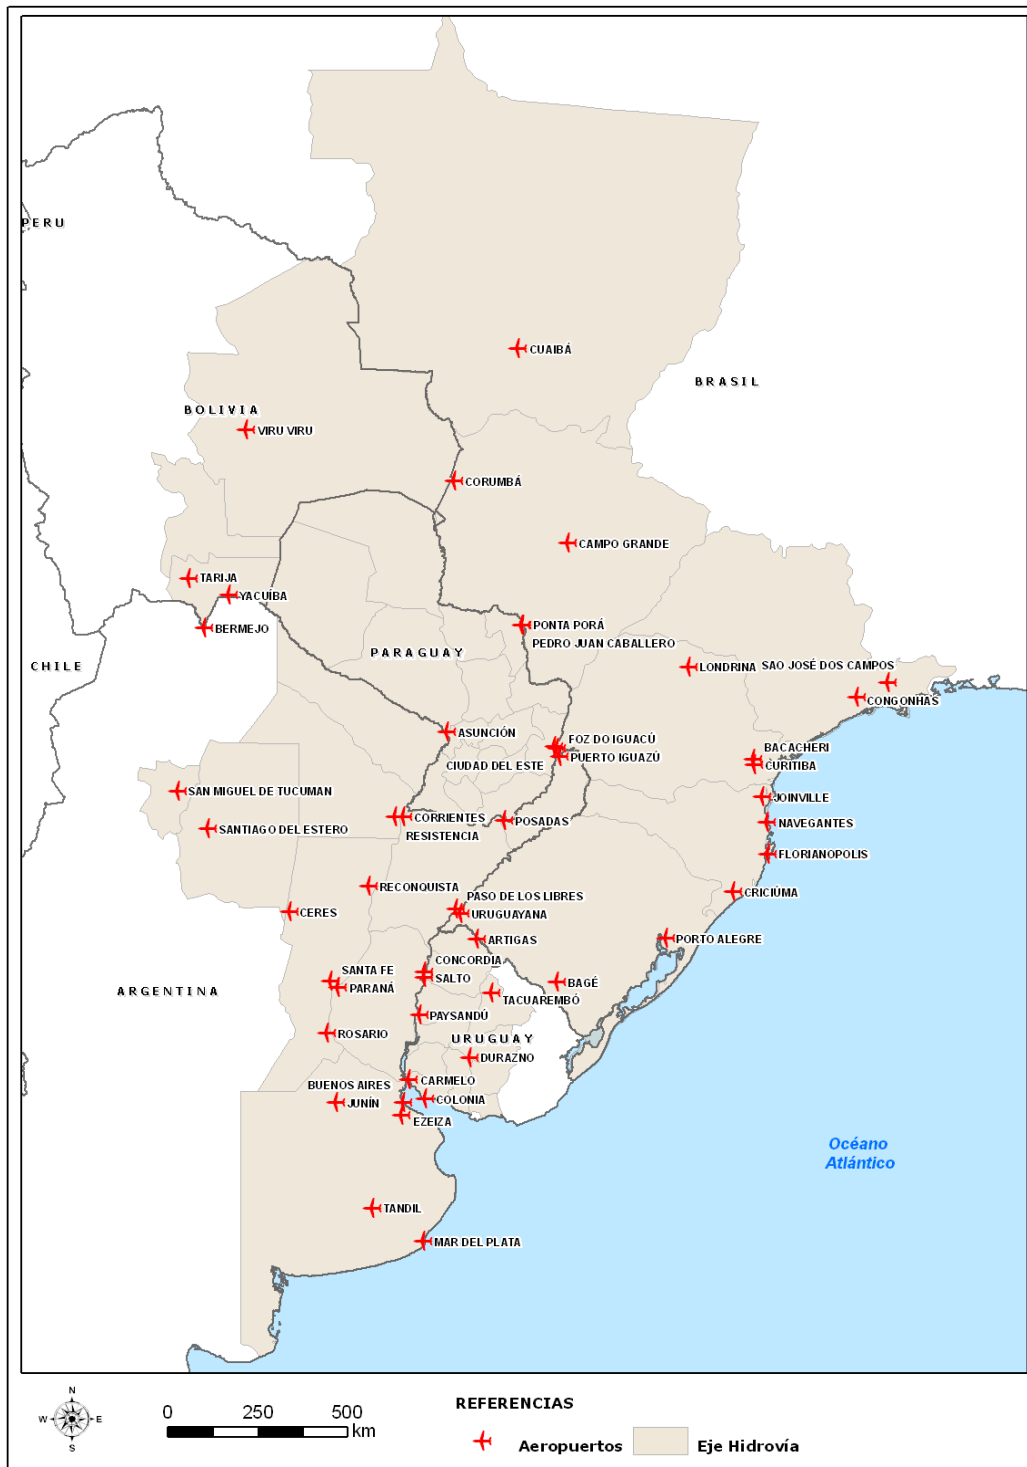 PERU
CUAIBÁ
BRASIL
BOLIVIA
VIRU VIRU
CORUMBÁ
CAMPO GRANDE
TARIJA
YACUÍBA
BERMEJO
PONTA PORÁ
PEDRO JUAN CABALLERO
PARAGUAY
CHILE
LONDRINA
SAO JOSÉ DOS CAMPOS
CONGONHAS
ASUNCIÓN
FOZ DO IGUACÚ
CIUDAD DEL ESTE
PUERTO IGUAZÚ
BACACHERI
CURITIBA
SAN MIGUEL DE TUCUMAN
JOINVILLE
CORRIENTES
RESISTENCIA
POSADAS
NAVEGANTES
SANTIAGO DEL ESTERO
FLORIANOPOLIS
RECONQUISTA
CRICIÚMA
PASO DE LOS LIBRES
URUGUAYANA
CERES
ARTIGAS
PORTO ALEGRE
CONCORDIA
SALTO
SANTA FE
PARANÁ
BAGÉ
ARGENTINA
TACUAREMBÓ
PAYSANDÚ
ROSARIO
URUGUAY
DURAZNO
CARMELO
BUENOS AIRES
JUNÍN
COLONIA
EZEIZA
Océano
Atlántico
TANDIL
MAR DEL PLATA
N
W E
S
0 250 500
km
REFERENCIAS
Aeropuertos
Eje Hidrovía